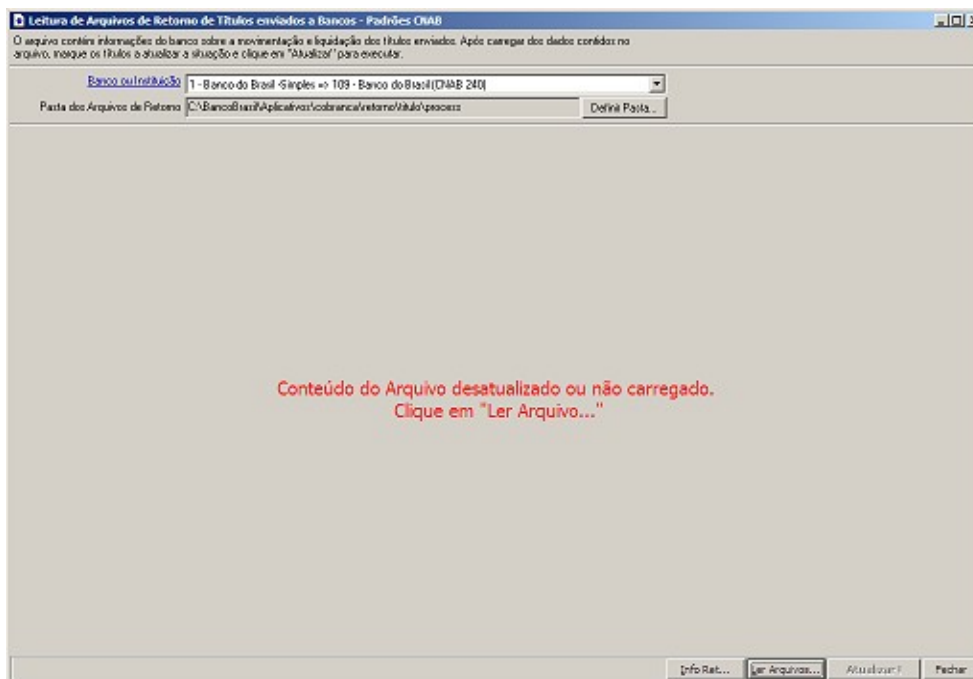 Leitura de Arquivos de Retorno de Títulos enviados a Bancos - Padrões CNAB
O arquivo contém informações do banco sobre a movimentação e liquidação dos títulos enviados. Após carregar dos dados contidos no
arquivo, marque os títulos a atualizar a situação e clique em "Atualizar!" para executar.
Banco ou Instituição 1 - Banco do Brasil -Simples => 109 - Banco do Brasil(CNAB 240)
Pasta dos Arquivos de Retorno C:\BancoBrasil\Aplicativos\cobranca\retorno\titulo\process Definir Pasta...
Conteúdo do Arquivo desatualizado ou não carregado.
Clique em "Ler Arquivo..."
Info Ret... Ler Arquivos... Atualizar! Fechar